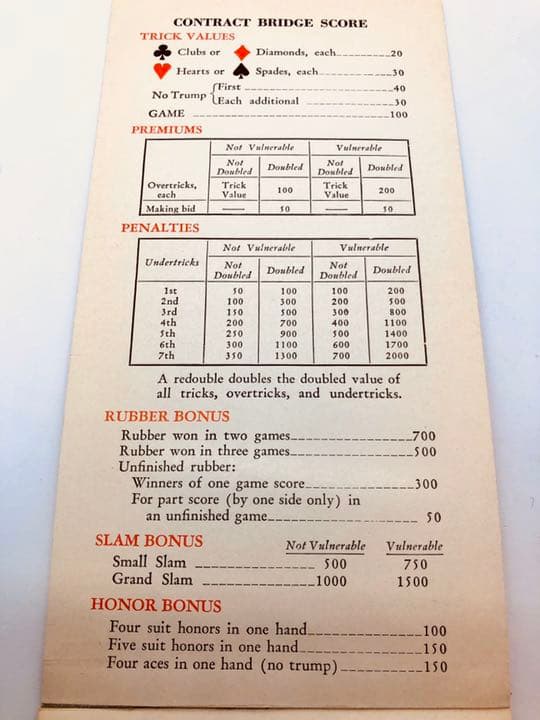 CONTRACT BRIDGE SCORE
TRICK VALUES
Clubs or Diamonds, each 20
Hearts or Spades, each 30
No Trump First 40
Each additional 30
GAME 100
PREMIUMS
Not Vulnerable Vulnerable
Not Doubled Doubled Not Doubled Doubled
Overtricks, each Trick Value 100 Trick Value 200
Making bid — 50 — 50
PENALTIES
Undertricks Not Vulnerable Vulnerable
Not Doubled Doubled Not Doubled Doubled
1st 50 100 100 200
2nd 100 300 200 500
3rd 150 500 300 800
4th 200 700 400 1100
5th 250 900 500 1400
6th 300 1100 600 1700
7th 350 1300 700 2000
A redouble doubles the doubled value of
all tricks, overtricks, and undertricks.
RUBBER BONUS
Rubber won in two games 700
Rubber won in three games 500
Unfinished rubber:
Winners of one game score 300
For part score (by one side only) in
an unfinished game 50
SLAM BONUS Not Vulnerable Vulnerable
Small Slam 500 750
Grand Slam 1000 1500
HONOR BONUS
Four suit honors in one hand 100
Five suit honors in one hand 150
Four aces in one hand (no trump) 150